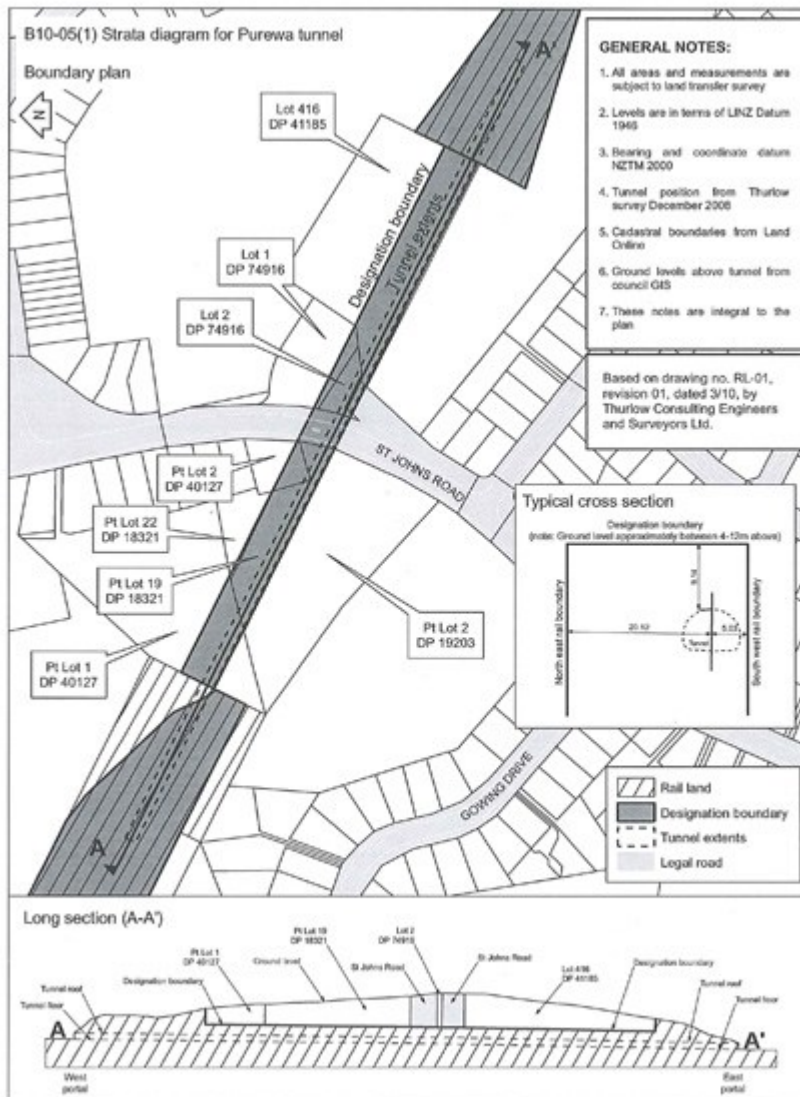 B10-05(1) Strata diagram for Purewa tunnel
Boundary plan
N
A'
Lot 416
DP 41185
Designation boundary
Tunnel extents
Lot 1
DP 74916
Lot 2
DP 74916
ST JOHNS ROAD
Pt Lot 2
DP 40127
Pt Lot 22
DP 18321
Pt Lot 19
DP 18321
Pt Lot 1
DP 40127
Pt Lot 2
DP 19203
GOWING DRIVE
A
GENERAL NOTES:
1. All areas and measurements are
subject to land transfer survey
2. Levels are in terms of LINZ Datum
1946
3. Bearing and coordinate datum
NZTM 2000
4. Tunnel position from Thurlow
survey December 2008
5. Cadastral boundaries from Land
Online
6. Ground levels above tunnel from
council GIS
7. These notes are integral to the
plan
Based on drawing no. RL-01,
revision 01, dated 3/10, by
Thurlow Consulting Engineers
and Surveyors Ltd.
Typical cross section
Designation boundary
(note: Ground level approximately between 4-12m above)
North east rail boundary
20.12
Tunnel
South west rail boundary
Rail land
Designation boundary
Tunnel extents
Legal road
Long section (A-A')
Pt Lot 1
DP 40127
Pt Lot 19
DP 18321
Lot 2
DP 74916
Designation boundary
Ground level
St Johns Road
St Johns Road
Lot 416
DP 41185
Designation boundary
Tunnel roof
Tunnel floor
Tunnel roof
Tunnel floor
A
A'
West
portal
East
portal